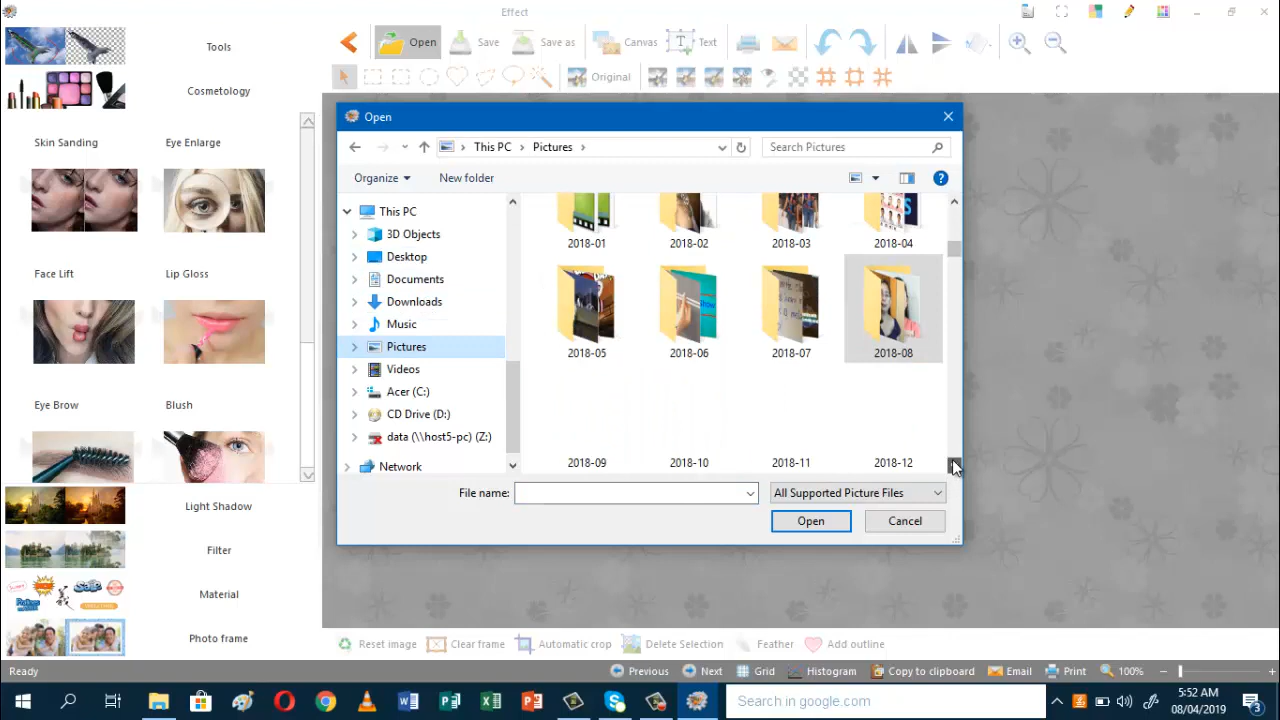 Effect
Tools
Cosmetology
Skin Sanding
Eye Enlarge
Face Lift
Lip Gloss
Eye Brow
Blush
Light Shadow
Filter
Material
Photo frame
Open
Save
Save as
Canvas
Text
Original
Open
This PC
Pictures
Search Pictures
Organize
New folder
This PC
3D Objects
Desktop
Documents
Downloads
Music
Pictures
Videos
Acer (C:)
CD Drive (D:)
data (\\host5-pc) (Z:)
Network
2018-01
2018-02
2018-03
2018-04
2018-05
2018-06
2018-07
2018-08
2018-09
2018-10
2018-11
2018-12
File name:
All Supported Picture Files
Open
Cancel
Reset image
Clear frame
Automatic crop
Delete Selection
Feather
Add outline
Ready
Previous
Next
Grid
Histogram
Copy to clipboard
Email
Print
100%
Search in google.com
5:52 AM
08/04/2019
3